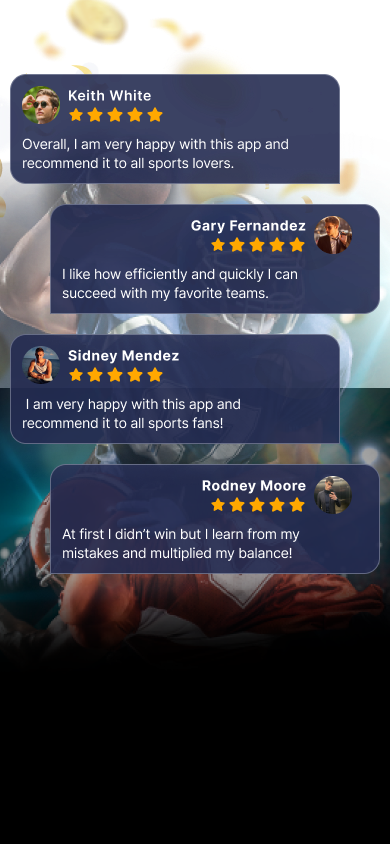 Keith White
Overall, I am very happy with this app and
recommend it to all sports lovers.
Gary Fernandez
I like how efficiently and quickly I can
succeed with my favorite teams.
Sidney Mendez
I am very happy with this app and
recommend it to all sports fans!
Rodney Moore
At first I didn’t win but I learn from my
mistakes and multiplied my balance!